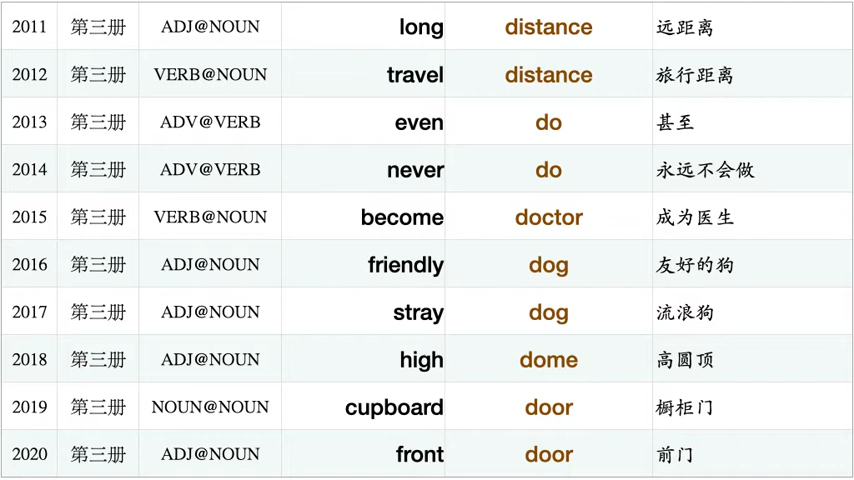 2011 第三册 ADJ@NOUN long distance 远距离
2012 第三册 VERB@NOUN travel distance 旅行距离
2013 第三册 ADV@VERB even do 甚至
2014 第三册 ADV@VERB never do 永远不会做
2015 第三册 VERB@NOUN become doctor 成为医生
2016 第三册 ADJ@NOUN friendly dog 友好的狗
2017 第三册 ADJ@NOUN stray dog 流浪狗
2018 第三册 ADJ@NOUN high dome 高圆顶
2019 第三册 NOUN@NOUN cupboard door 橱柜门
2020 第三册 ADJ@NOUN front door 前门